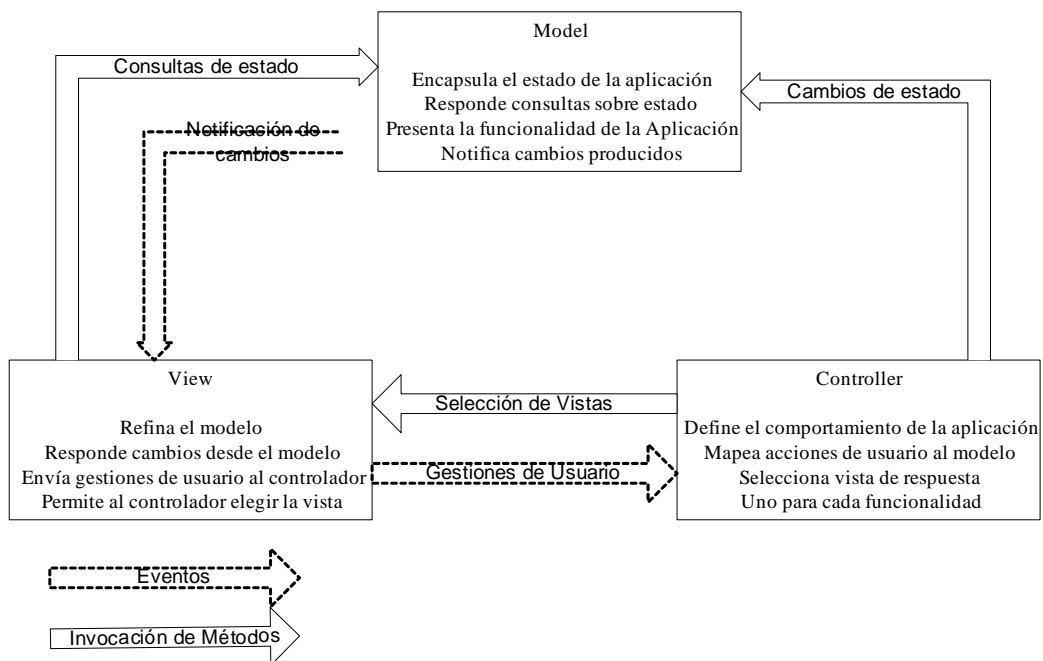 Model
Encapsula el estado de la aplicación
Responde consultas sobre estado
Presenta la funcionalidad de la Aplicación
Notifica cambios producidos
Consultas de estado
Cambios de estado
Notificación de
cambios
View
Refina el modelo
Responde cambios desde el modelo
Envía gestiones de usuario al controlador
Permite al controlador elegir la vista
Selección de Vistas
Gestiones de Usuario
Controller
Define el comportamiento de la aplicación
Mapea acciones de usuario al modelo
Selecciona vista de respuesta
Uno para cada funcionalidad
Eventos
Invocación de Métodos